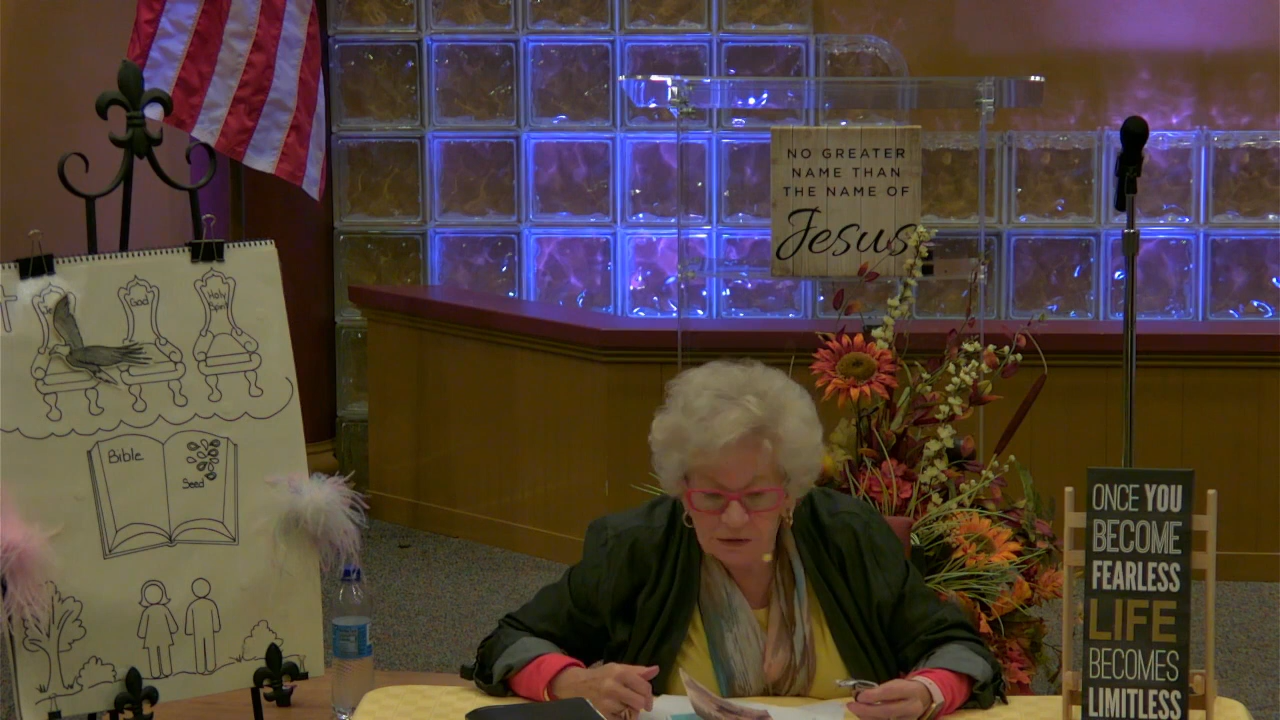 NO GREATER
NAME THAN
THE NAME OF
Jesus
God
Holy
Spirit
Bible
Seed
ONCE YOU
BECOME
FEARLESS
LIFE
BECOMES
LIMITLESS